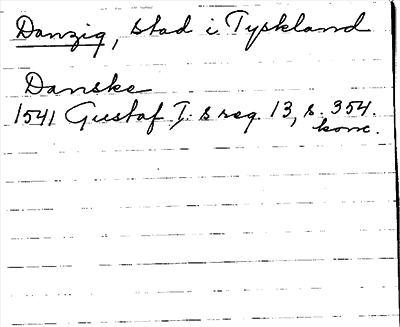 Danzig, stad i Tyskland
Danske
1541 Gustaf I:s reg. 13, s. 354.
konc.